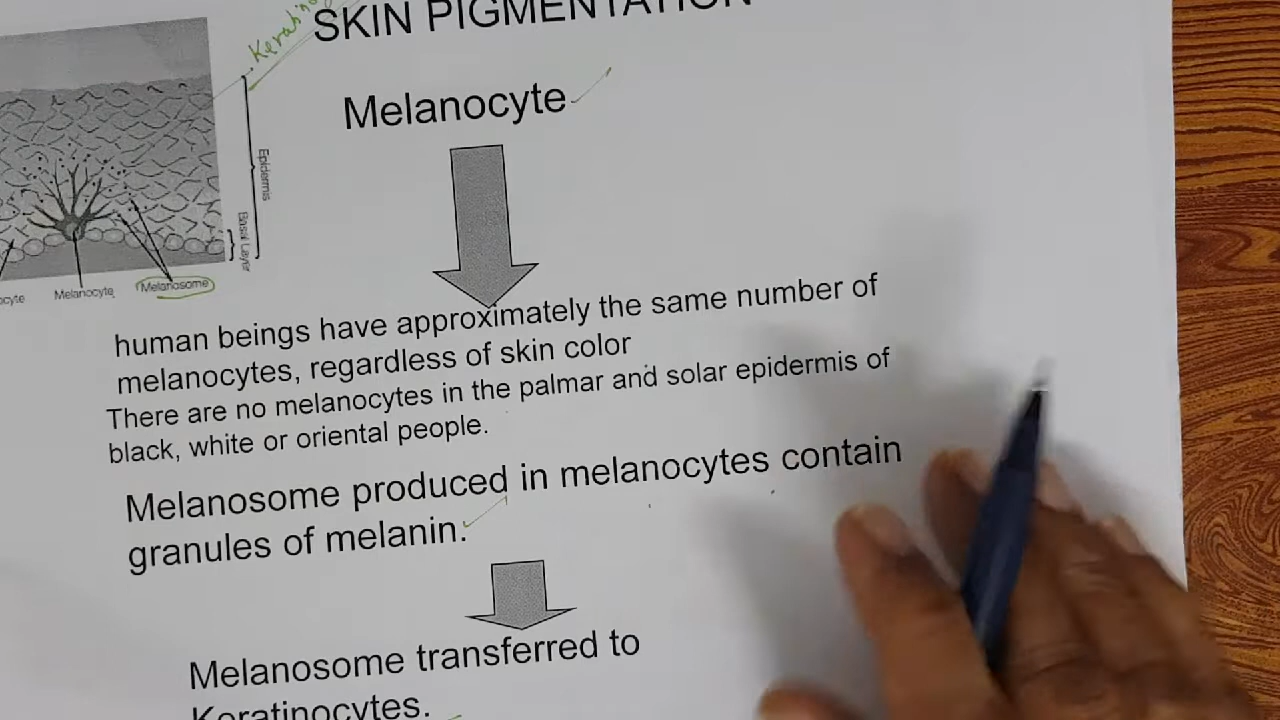 SKIN PIGMENTATION
Melanocyte
Epidermis
Basal Layer
Melanocyte
Melanosome
human beings have approximately the same number of
melanocytes, regardless of skin color
There are no melanocytes in the palmar and solar epidermis of
black, white or oriental people.
Melanosome produced in melanocytes contain
granules of melanin.
Melanosome transferred to
Keratinocytes.